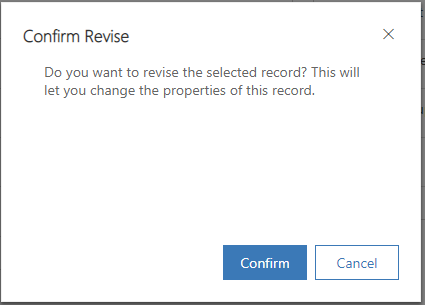 Confirm Revise
Do you want to revise the selected record? This will
let you change the properties of this record.
Confirm
Cancel